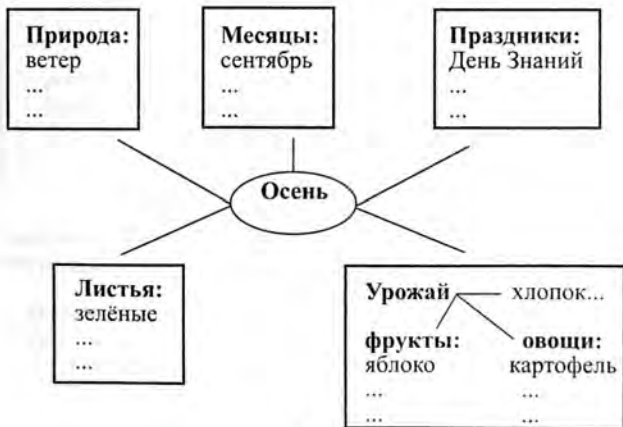 Природа:
ветер
...
...
Месяцы:
сентябрь
...
...
Праздники:
День Знаний
...
...
Осень
Листья:
зелёные
...
...
Урожай
хлопок...
фрукты:
яблоко
...
...
овощи:
картофель
...
...